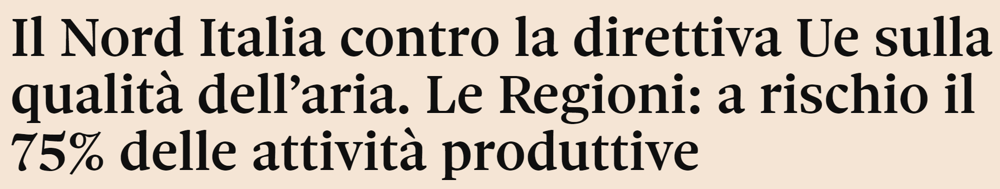 Il Nord Italia contro la direttiva Ue sulla
qualità dell’aria. Le Regioni: a rischio il
75% delle attività produttive